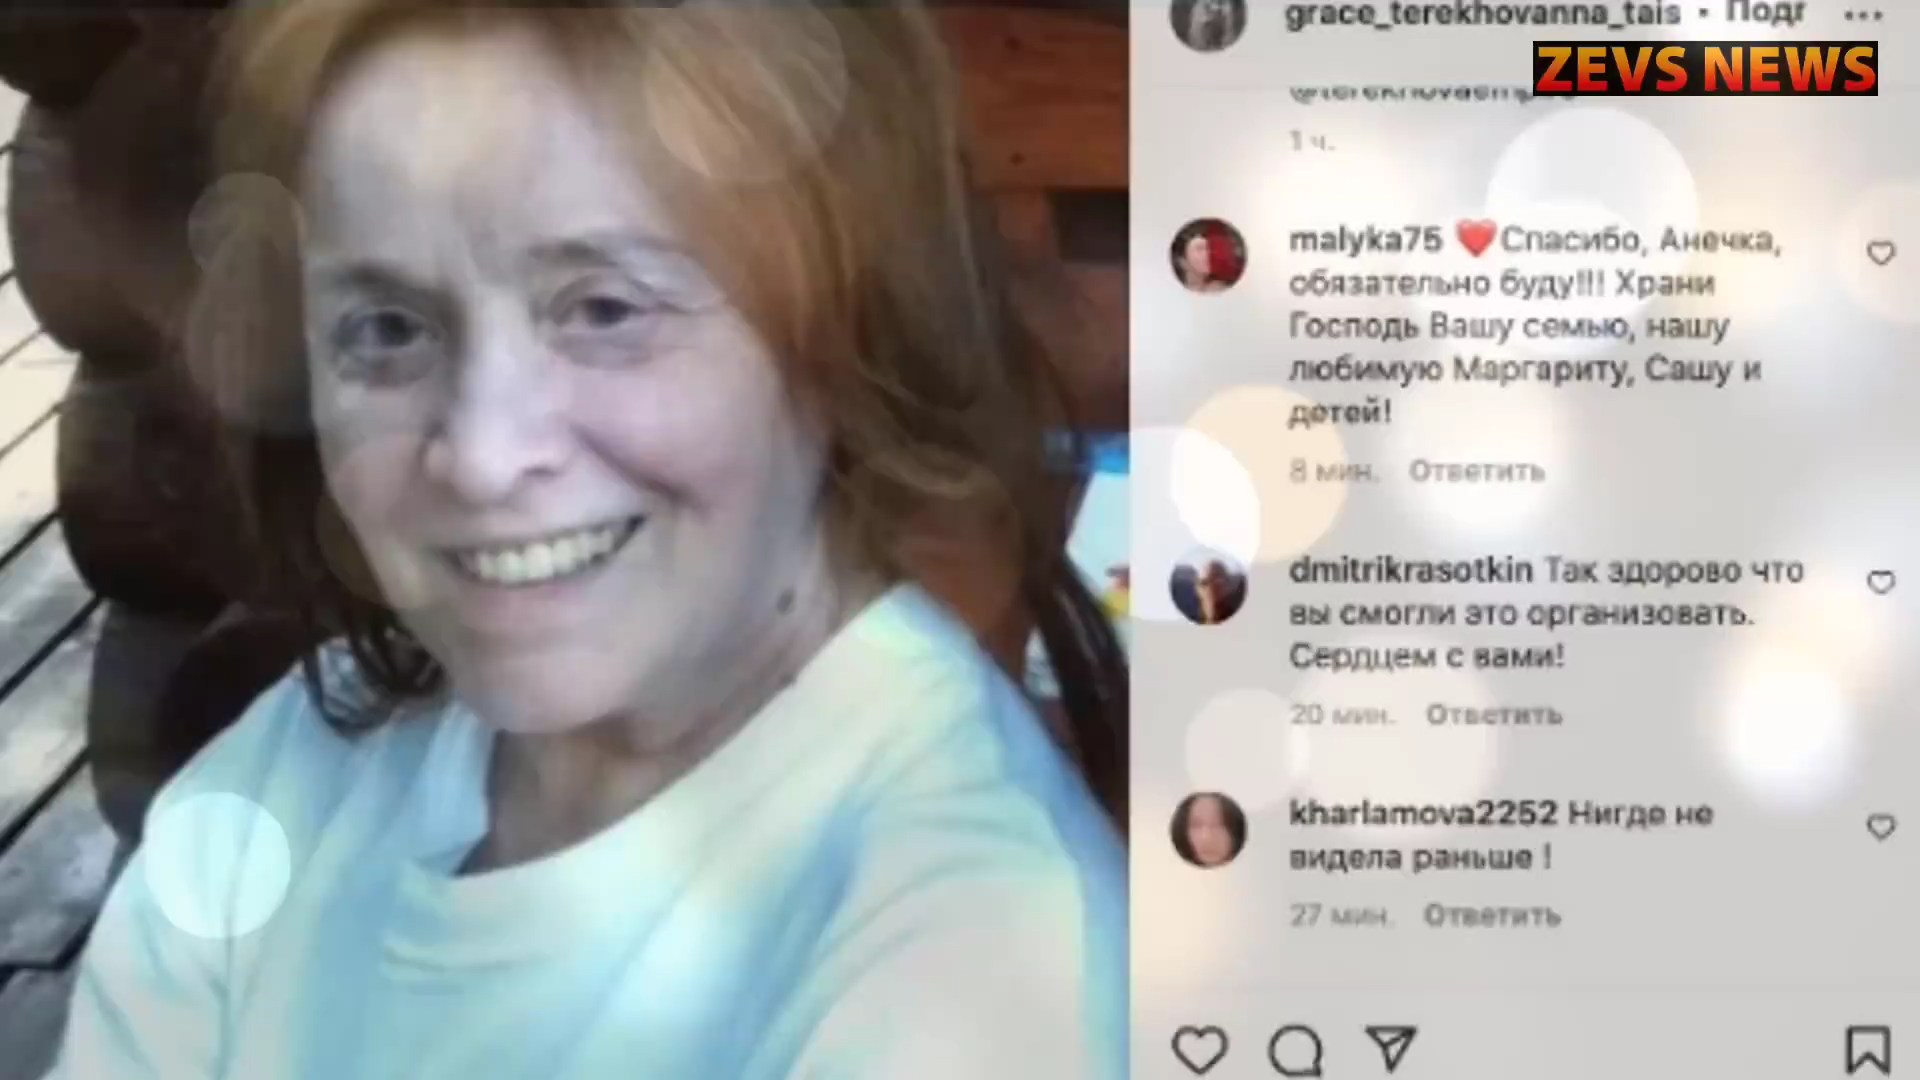 grace_terekhovanna_tais • Подг
ZEVS NEWS
1 ч.
malyka75 ❤️Спасибо, Анечка,
обязательно буду!!! Храни
Господь Вашу семью, нашу
любимую Маргариту, Сашу и
детей!
8 мин. Ответить
dmitrikrasotkin Так здорово что
вы смогли это организовать.
Сердцем с вами!
20 мин. Ответить
kharlamova2252 Нигде не
видела раньше !
27 мин. Ответить